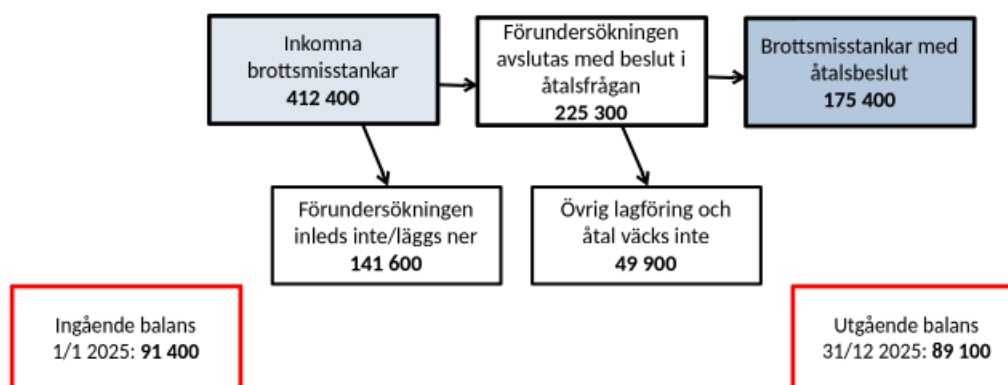 Inkomna
brottsmisstankar
412 400
Förundersökningen
avslutas med beslut i
åtalsfrågan
225 300
Brottsmisstankar med
åtalsbeslut
175 400
Förundersökningen
inleds inte/läggs ner
141 600
Övrig lagföring och
åtal väcks inte
49 900
Ingående balans
1/1 2025: 91 400
Utgående balans
31/12 2025: 89 100